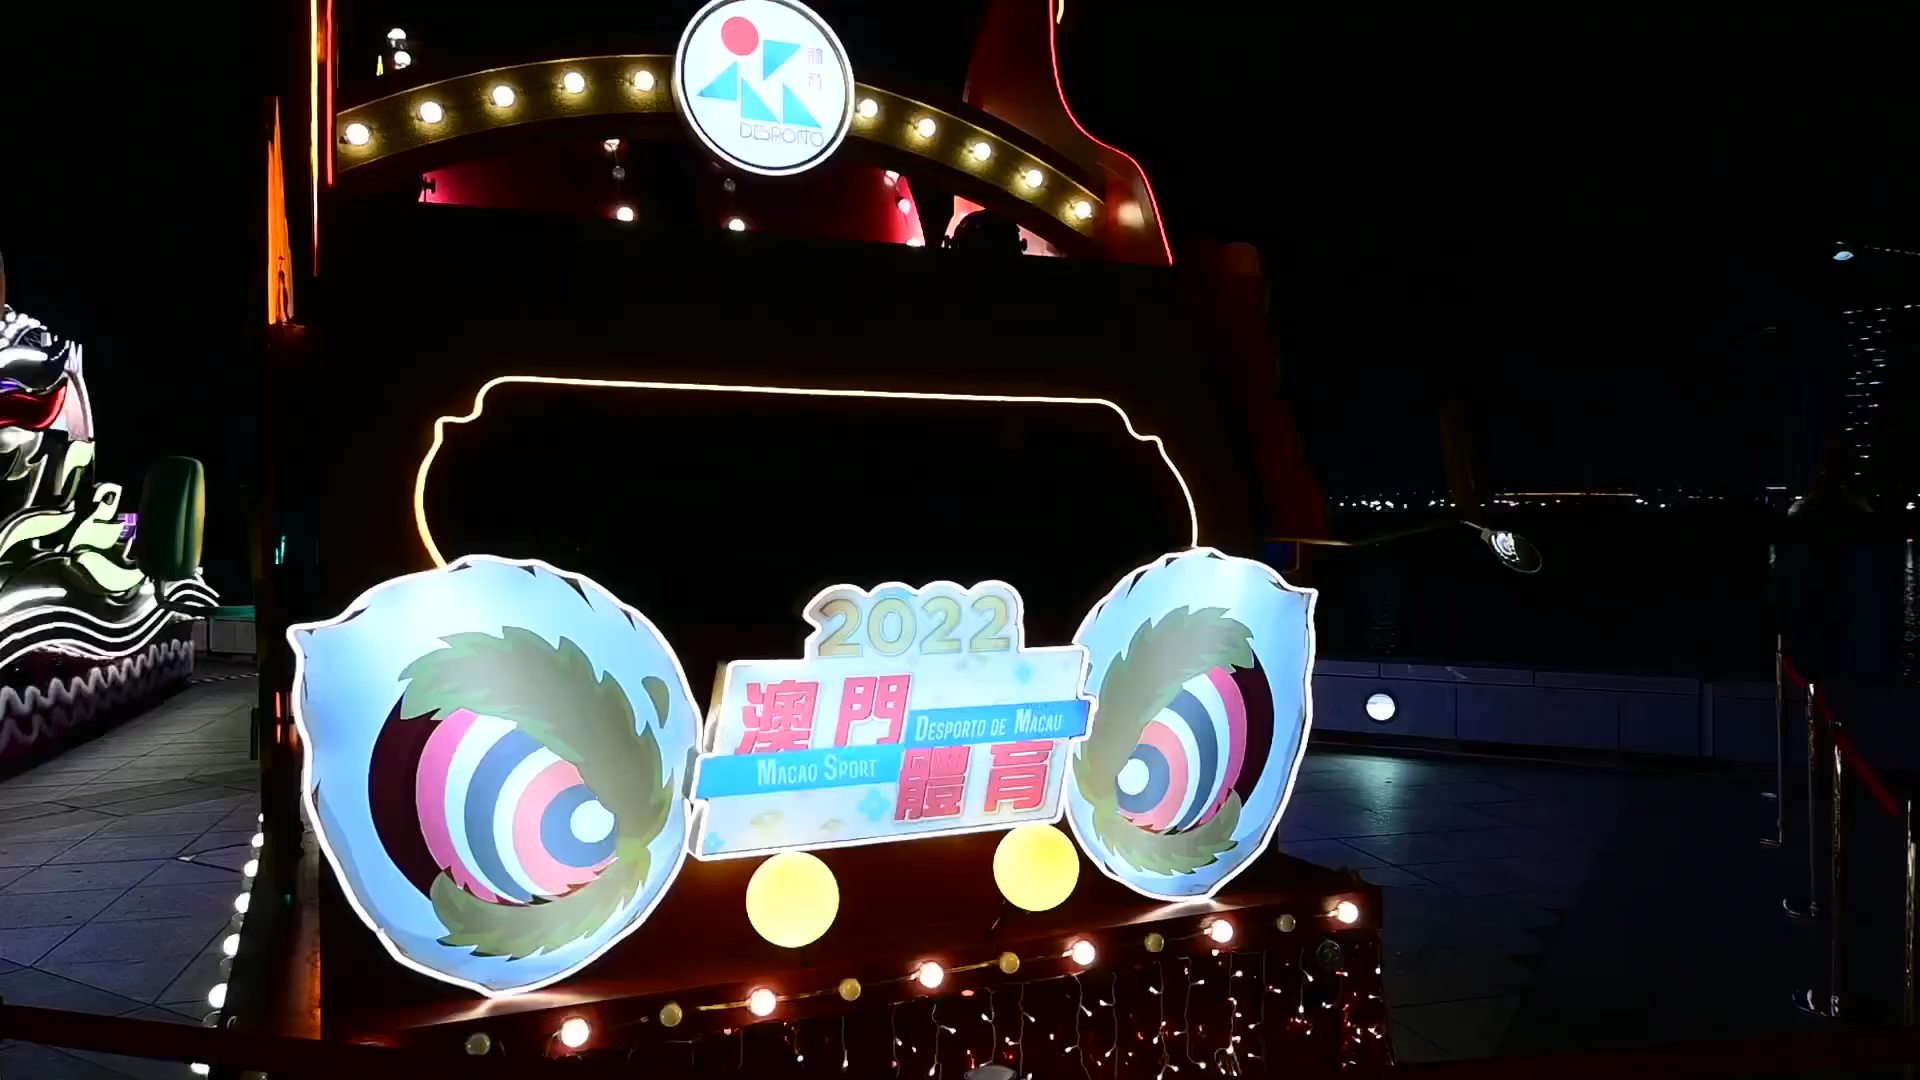 體育
DESPORTO
2022
澳門
DESPORTO DE MACAU
MACAO SPORT
體育